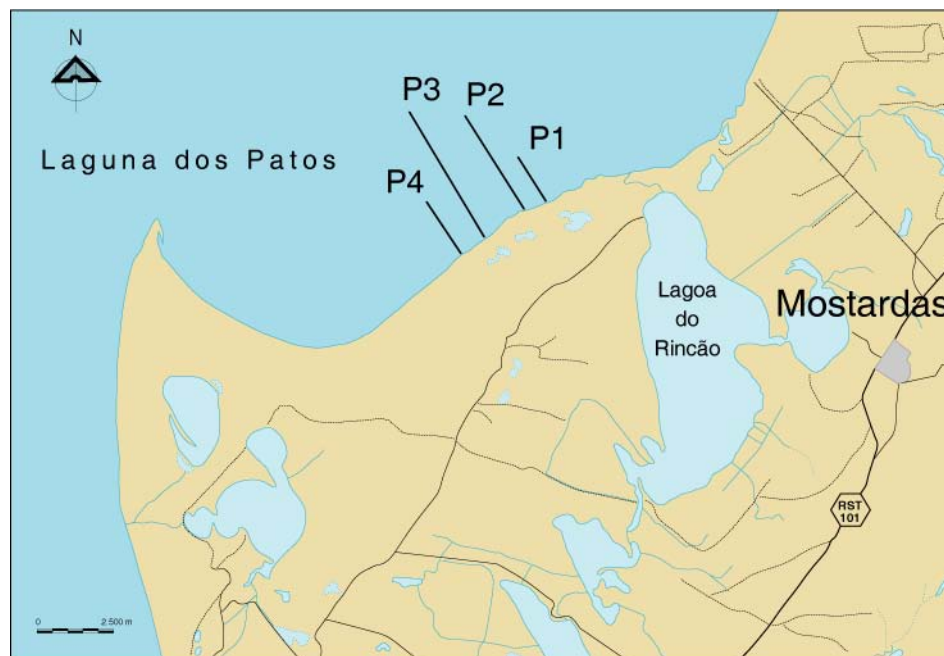 N
P3
P2
P1
Laguna dos Patos
P4
Lagoa
do
Rincão
Mostardas
RST
101
0
2.500 m